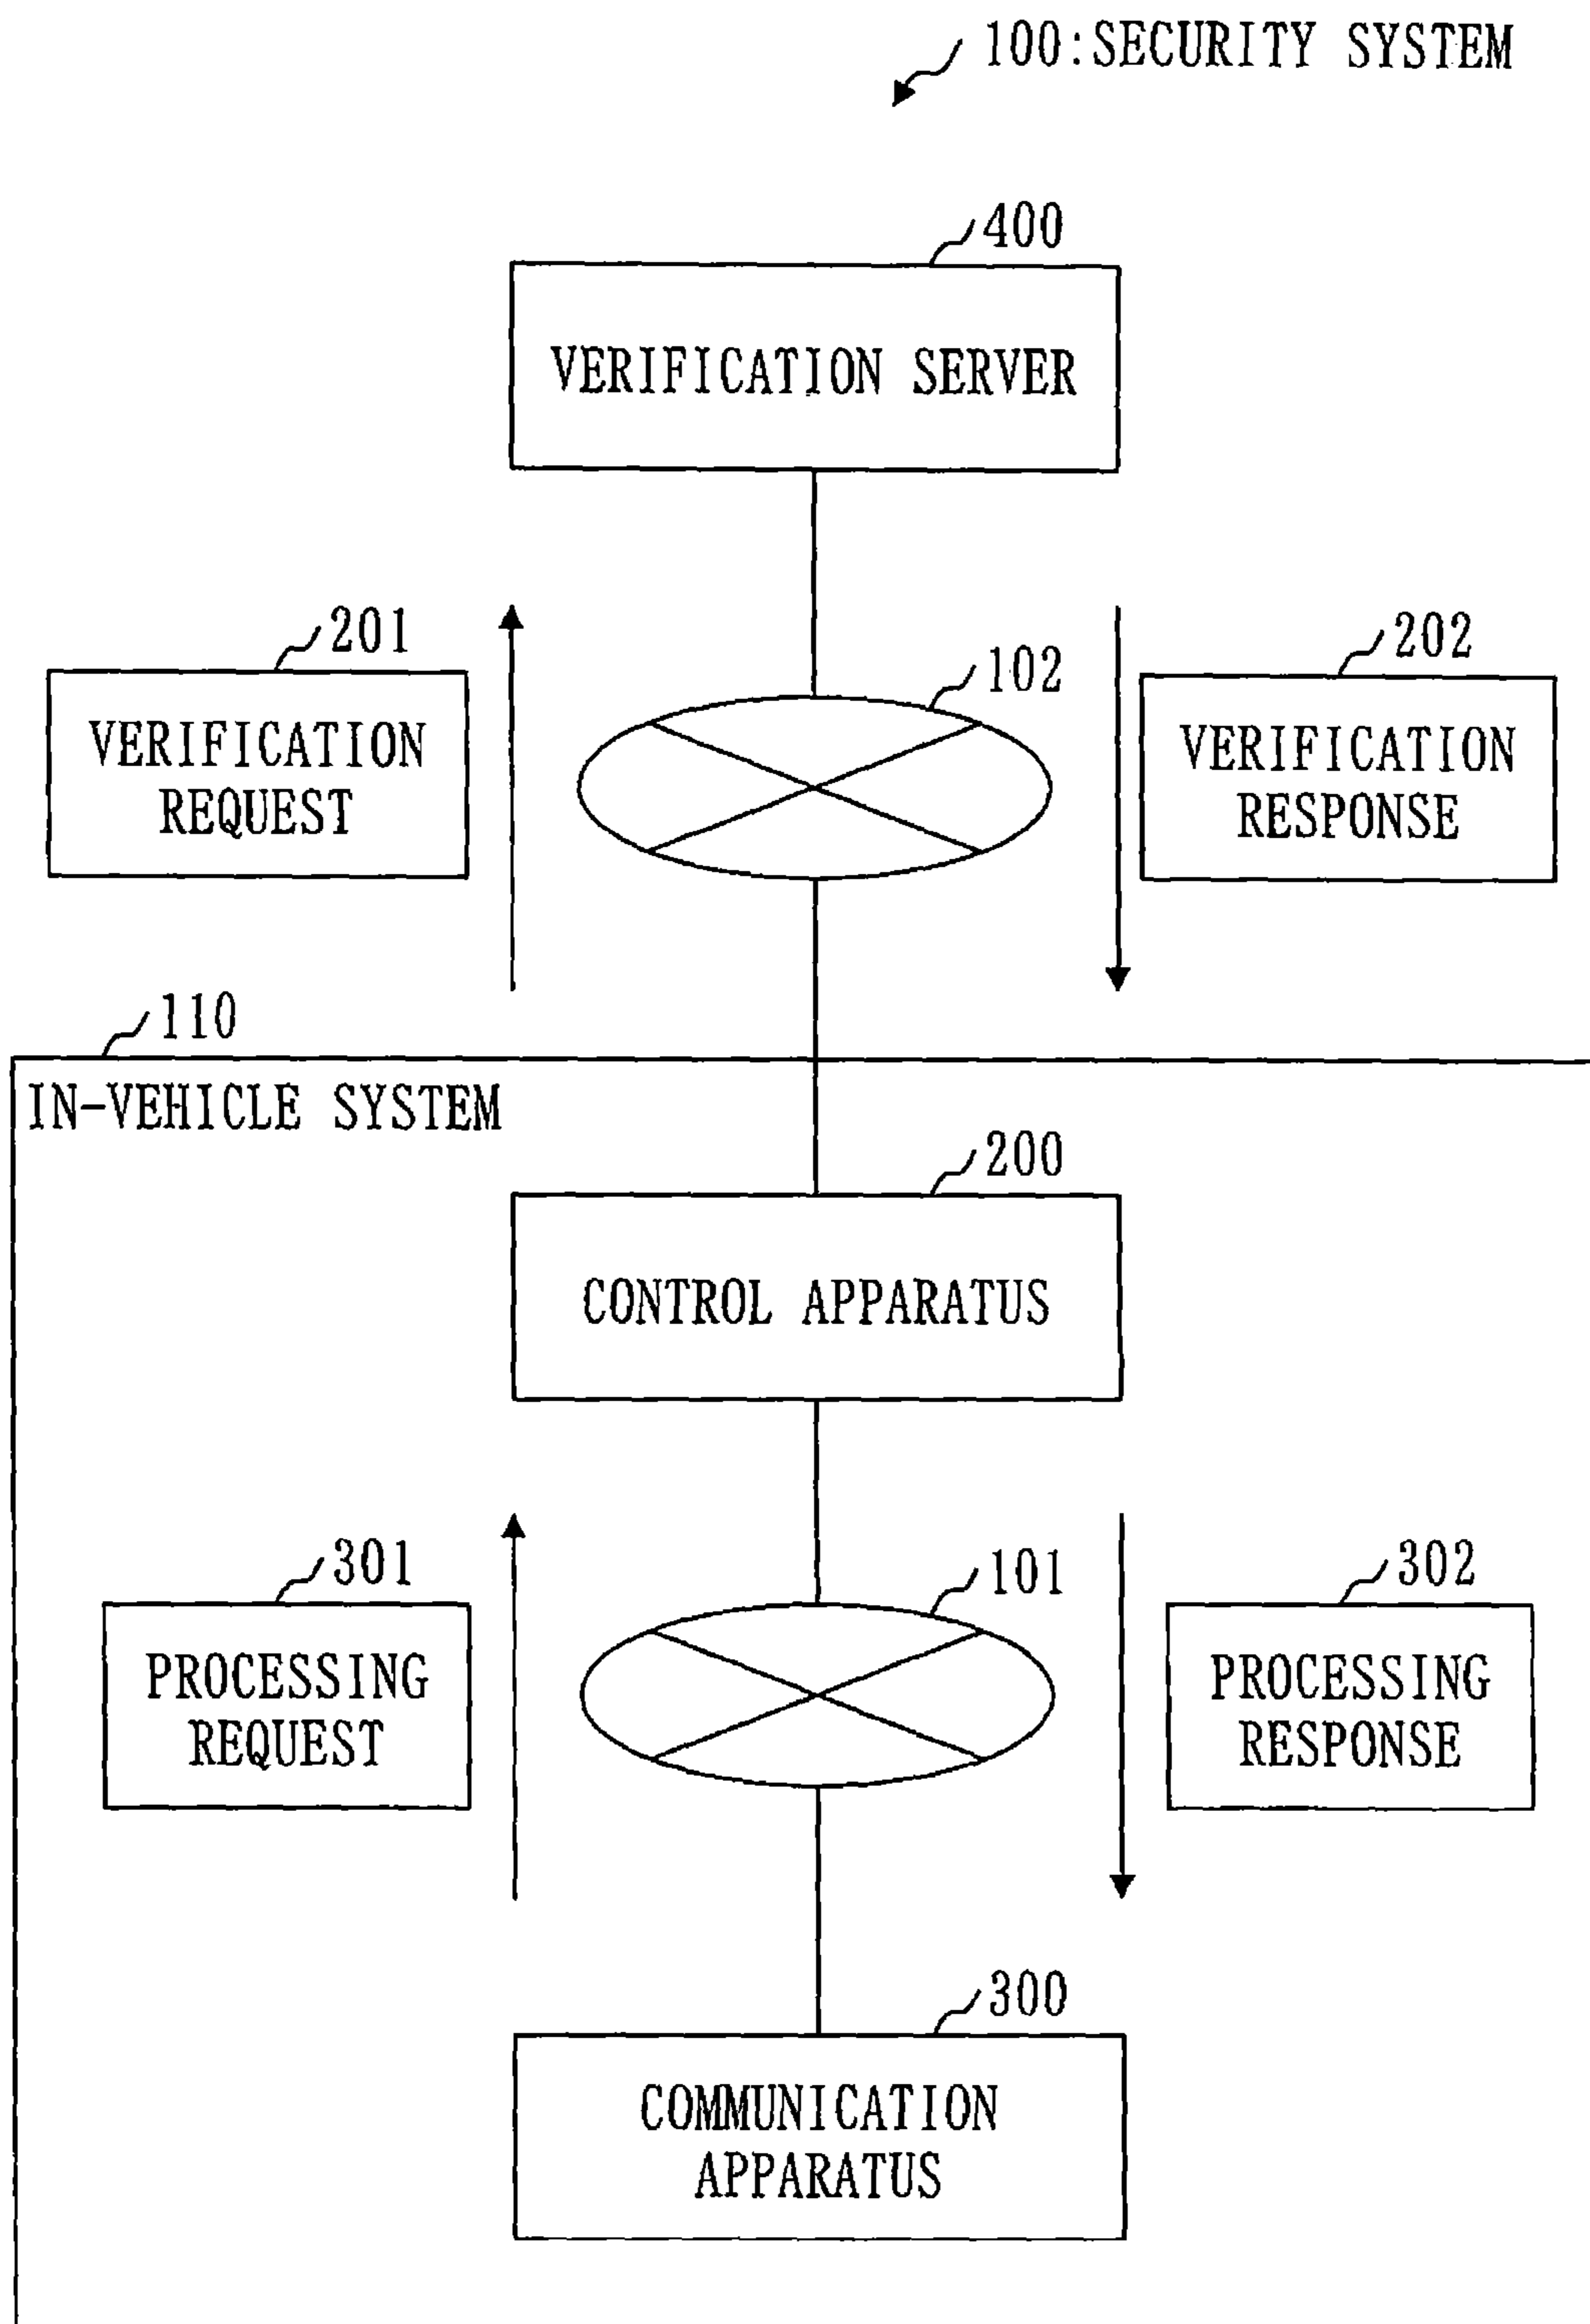 100:SECURITY SYSTEM
400
VERIFICATION SERVER
201
VERIFICATION
REQUEST
102
202
VERIFICATION
RESPONSE
110
IN-VEHICLE SYSTEM
200
CONTROL APPARATUS
301
PROCESSING
REQUEST
101
302
PROCESSING
RESPONSE
300
COMMUNICATION
APPARATUS